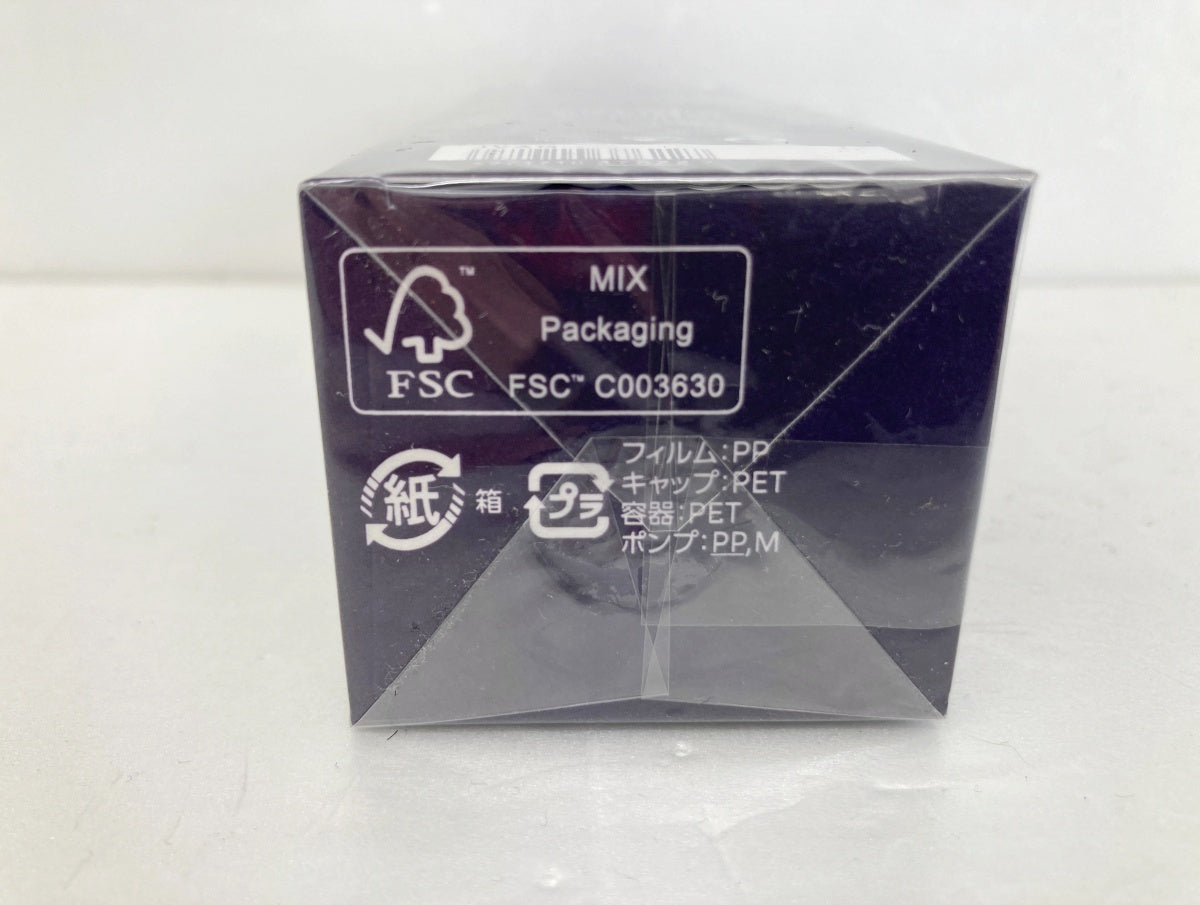 MIX
Packaging
FSC™ C003630
™
FSC
紙 箱
プラ
フィルム:PP
キャップ:PET
容器:PET
ポンプ:PP,M